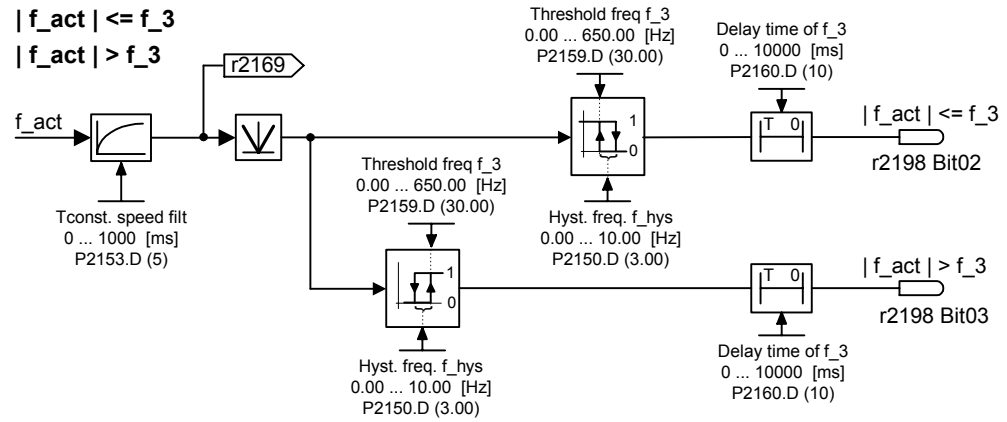 | f_act | <= f_3
| f_act | > f_3
r2169
f_act
Tconst. speed filt
0 ... 1000 [ms]
P2153.D (5)
Threshold freq f_3
0.00 ... 650.00 [Hz]
P2159.D (30.00)
1
0
Hyst. freq. f_hys
0.00 ... 10.00 [Hz]
P2150.D (3.00)
Delay time of f_3
0 ... 10000 [ms]
P2160.D (10)
T 0
| f_act | <= f_3
r2198 Bit02
Threshold freq f_3
0.00 ... 650.00 [Hz]
P2159.D (30.00)
1
0
Hyst. freq. f_hys
0.00 ... 10.00 [Hz]
P2150.D (3.00)
T 0
Delay time of f_3
0 ... 10000 [ms]
P2160.D (10)
| f_act | > f_3
r2198 Bit03